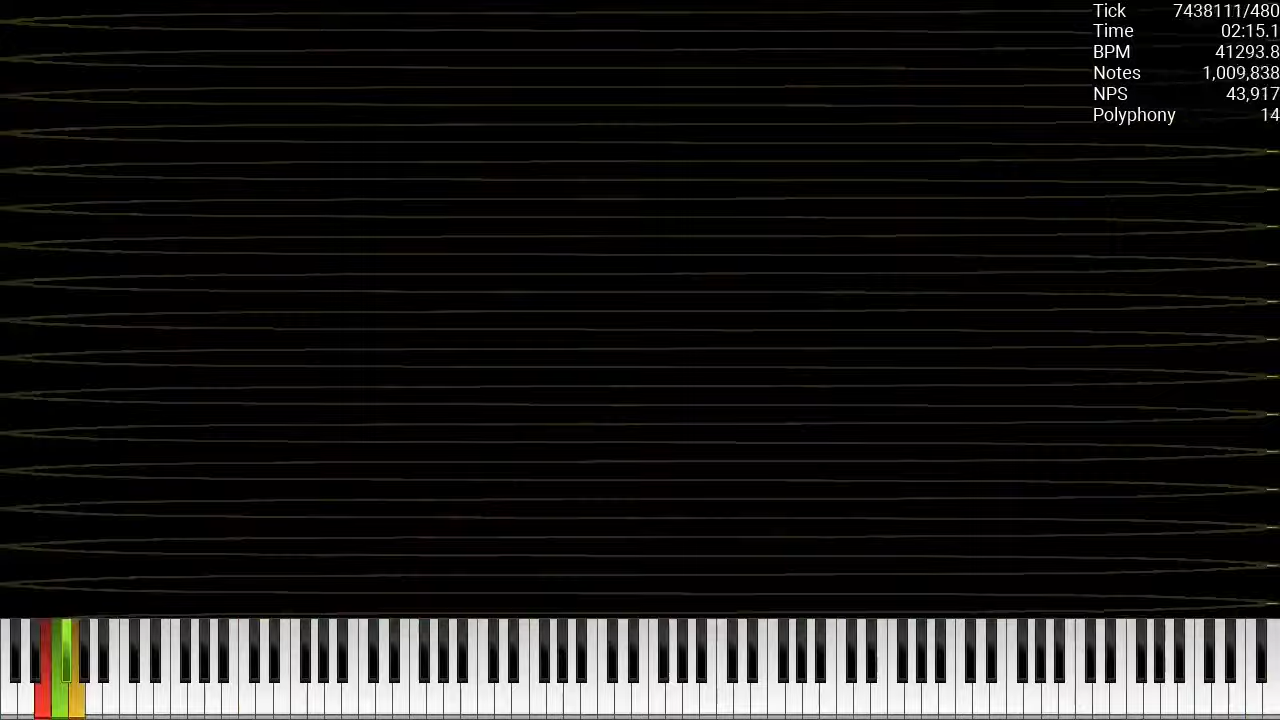 Tick 7438111/480
Time 02:15.1
BPM 41293.8
Notes 1,009,838
NPS 43,917
Polyphony 14